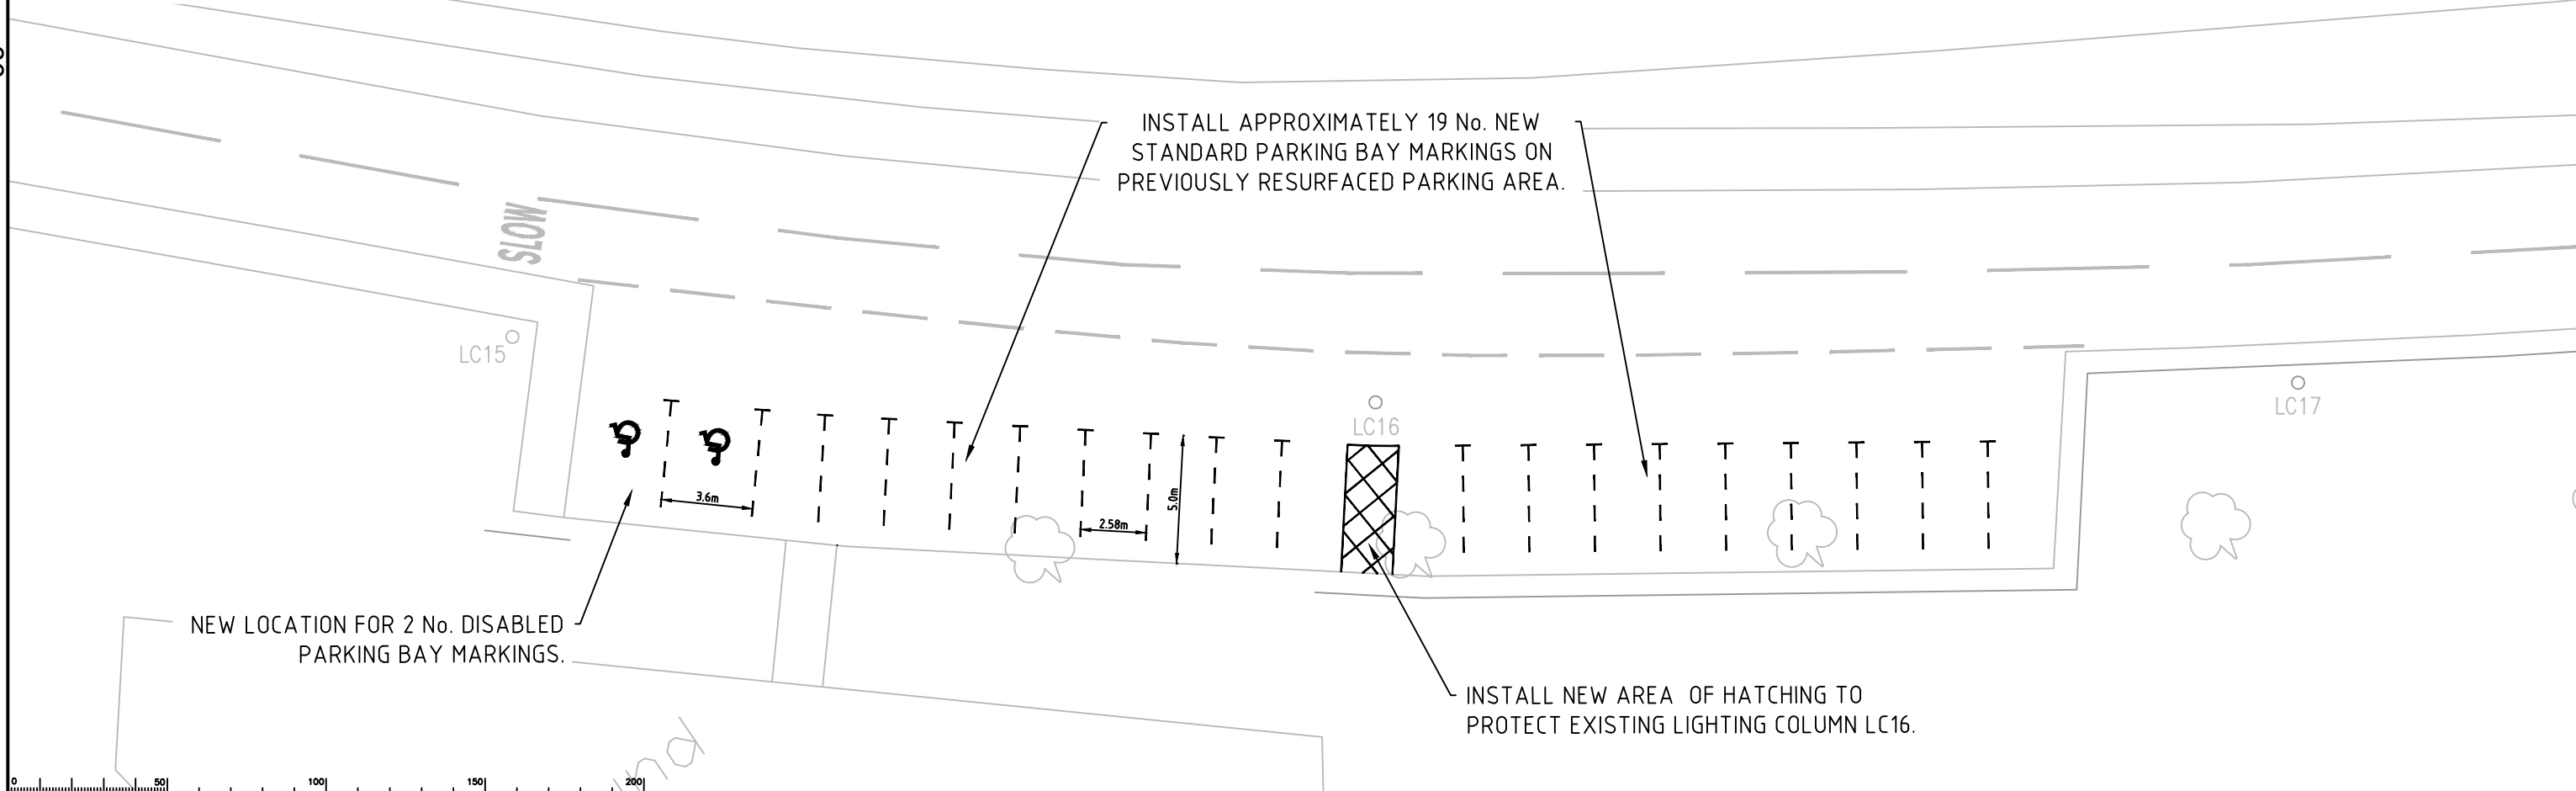 INSTALL APPROXIMATELY 19 No. NEW
STANDARD PARKING BAY MARKINGS ON
PREVIOUSLY RESURFACED PARKING AREA.
SLOW
LC15
LC16
LC17
3.6m
2.58m
5.0m
NEW LOCATION FOR 2 No. DISABLED
PARKING BAY MARKINGS.
INSTALL NEW AREA OF HATCHING TO
PROTECT EXISTING LIGHTING COLUMN LC16.
0 50 100 150 200